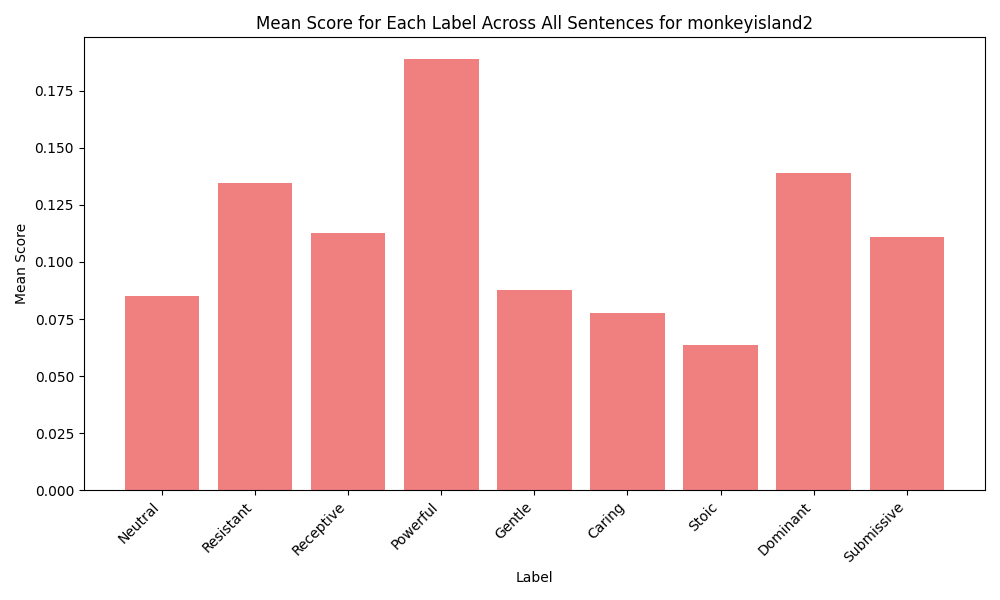 Mean Score for Each Label Across All Sentences for monkeyisland2
Mean Score
0.175
0.150
0.125
0.100
0.075
0.050
0.025
0.000
Neutral
Resistant
Receptive
Powerful
Gentle
Caring
Stoic
Dominant
Submissive
Label